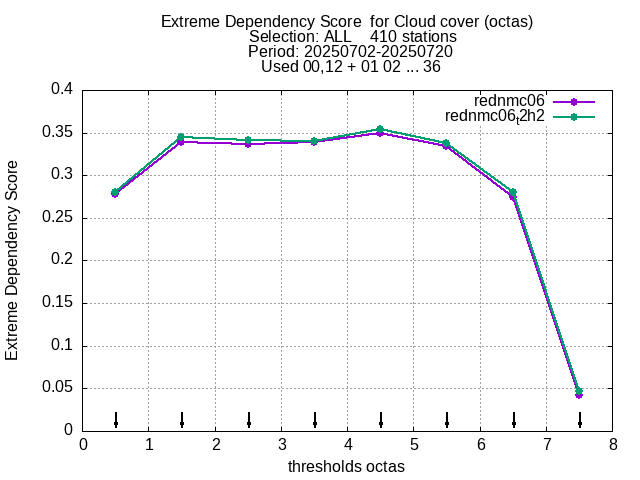 Extreme Dependency Score  for Cloud cover (octas)
Selection: ALL    410 stations
Period: 20250702-20250720
Used 00,12 + 01 02 ... 36
rednmc06
rednmc06_t2h2
0.4
0.35
0.3
0.25
0.2
0.15
0.1
0.05
0
Extreme Dependency Score
0 1 2 3 4 5 6 7 8
thresholds octas